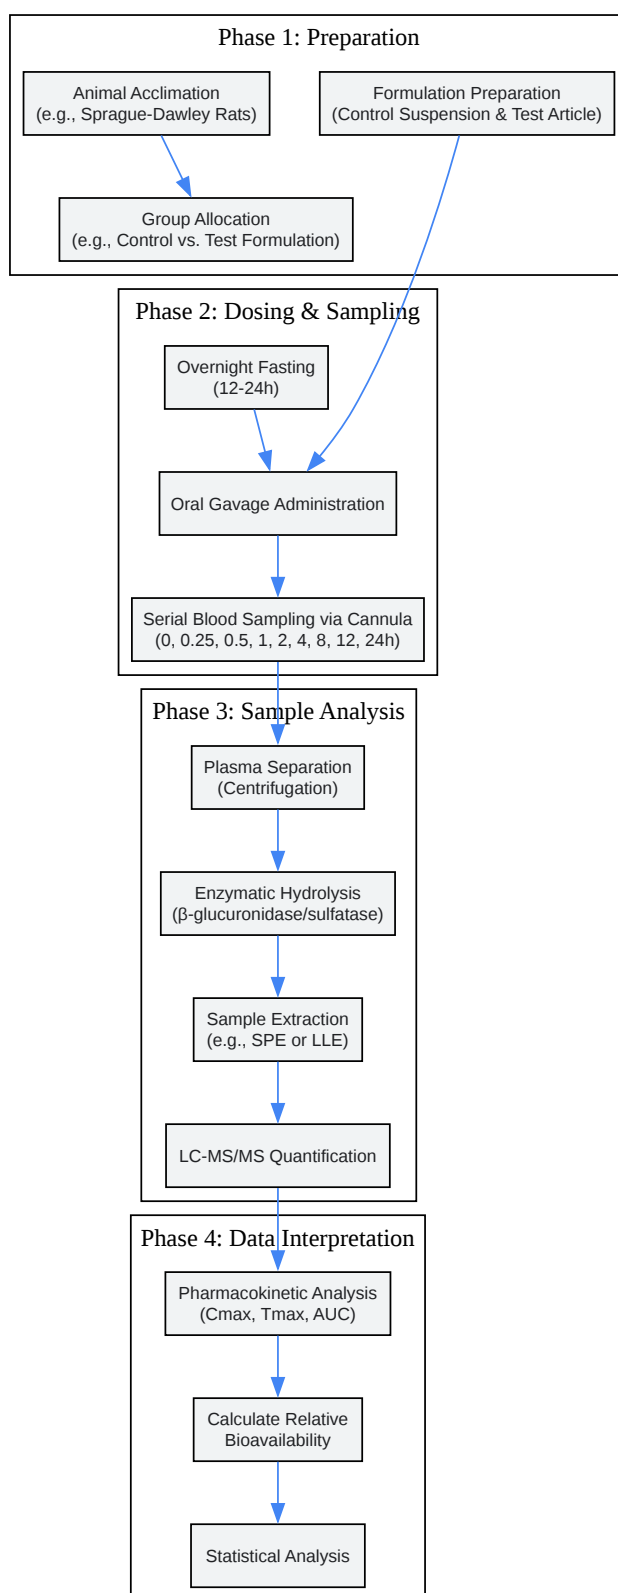 Phase 1: Preparation
Animal Acclimation
(e.g., Sprague-Dawley Rats)
Formulation Preparation
(Control Suspension & Test Article)
Group Allocation
(e.g., Control vs. Test Formulation)
Phase 2: Dosing & Sampling
Overnight Fasting
(12-24h)
Oral Gavage Administration
Serial Blood Sampling via Cannula
(0, 0.25, 0.5, 1, 2, 4, 8, 12, 24h)
Phase 3: Sample Analysis
Plasma Separation
(Centrifugation)
Enzymatic Hydrolysis
(β-glucuronidase/sulfatase)
Sample Extraction
(e.g., SPE or LLE)
LC-MS/MS Quantification
Phase 4: Data Interpretation
Pharmacokinetic Analysis
(Cmax, Tmax, AUC)
Calculate Relative
Bioavailability
Statistical Analysis